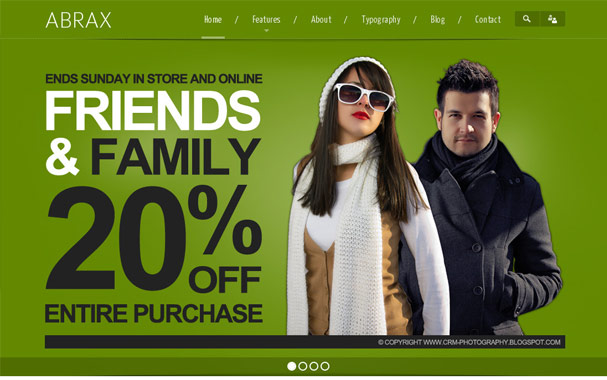 ABRAX
Home / Features / About / Typography / Blog / Contact
ENDS SUNDAY IN STORE AND ONLINE
FRIENDS
& FAMILY
20%
OFF
ENTIRE PURCHASE
© COPYRIGHT WWW.CRM-PHOTOGRAPHY.BLOGSPOT.COM